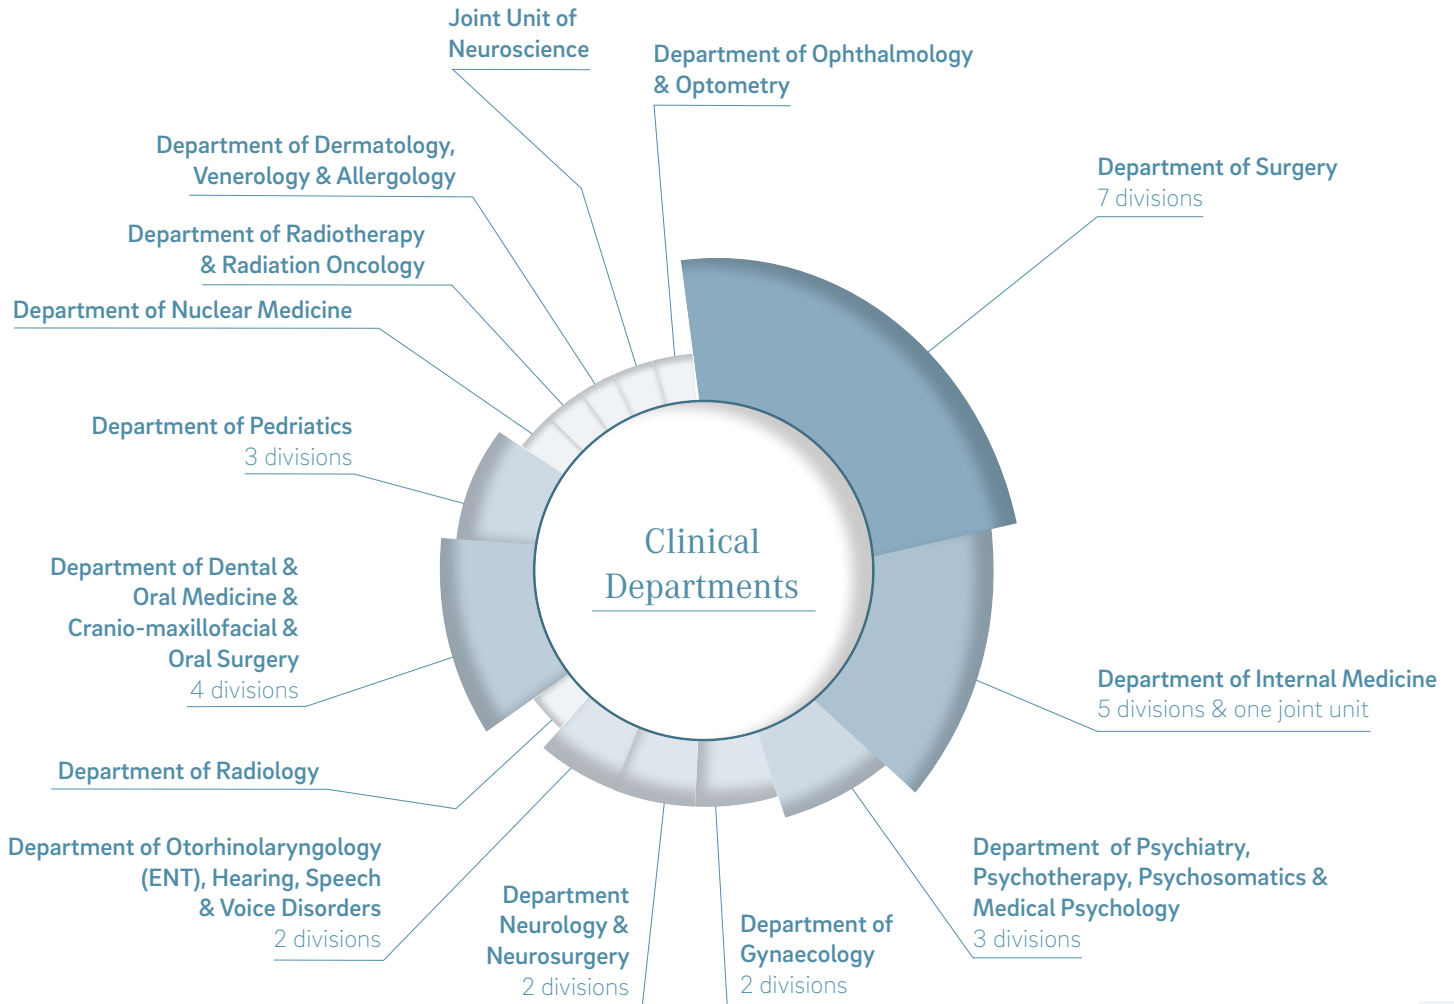 Joint Unit of
Neuroscience
Department of Ophthalmology
& Optometry
Department of Dermatology,
Venerology & Allergology
Department of Surgery
7 divisions
Department of Radiotherapy
& Radiation Oncology
Department of Nuclear Medicine
Department of Pedriatics
3 divisions
Clinical
Departments
Department of Dental &
Oral Medicine &
Cranio-maxillofacial &
Oral Surgery
4 divisions
Department of Internal Medicine
5 divisions & one joint unit
Department of Radiology
Department of Otorhinolaryngology
(ENT), Hearing, Speech
& Voice Disorders
2 divisions
Department
Neurology &
Neurosurgery
2 divisions
Department of
Gynaecology
2 divisions
Department of Psychiatry,
Psychotherapy, Psychosomatics &
Medical Psychology
3 divisions